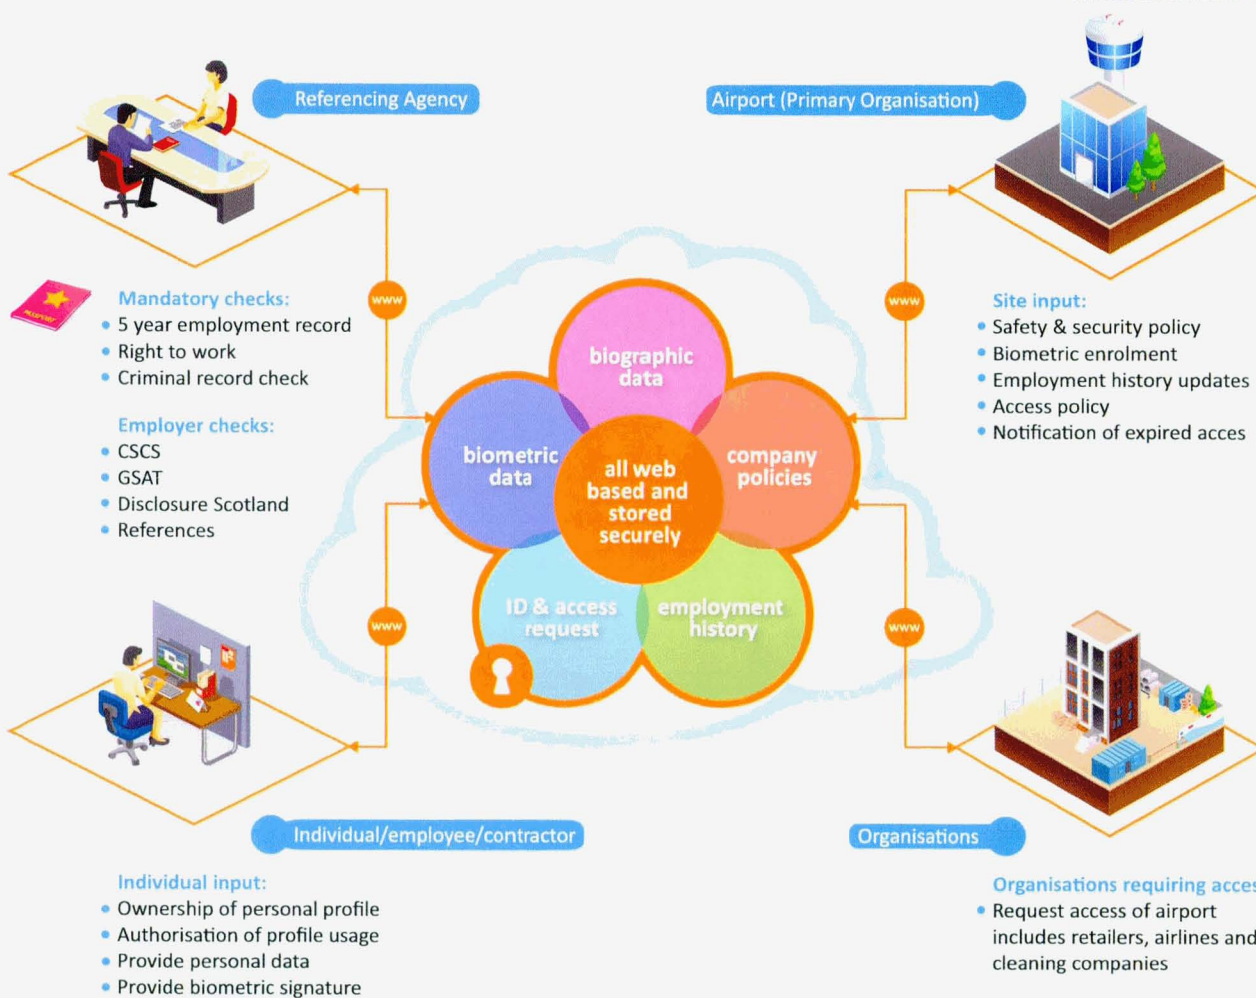 Referencing Agency
Airport (Primary Organisation)
PASSPORT
Mandatory checks:
5 year employment record
Right to work
Criminal record check
Employer checks:
CSCS
GSAT
Disclosure Scotland
References
www
www
Site input:
Safety & security policy
Biometric enrolment
Employment history updates
Access policy
Notification of expired acces
biographic
data
biometric
data
company
policies
all web
based and
stored
securely
ID & access
request
employment
history
www
www
Individual/employee/contractor
Organisations
Individual input:
Ownership of personal profile
Authorisation of profile usage
Provide personal data
Provide biometric signature
Organisations requiring acces
Request access of airport
includes retailers, airlines and
cleaning companies